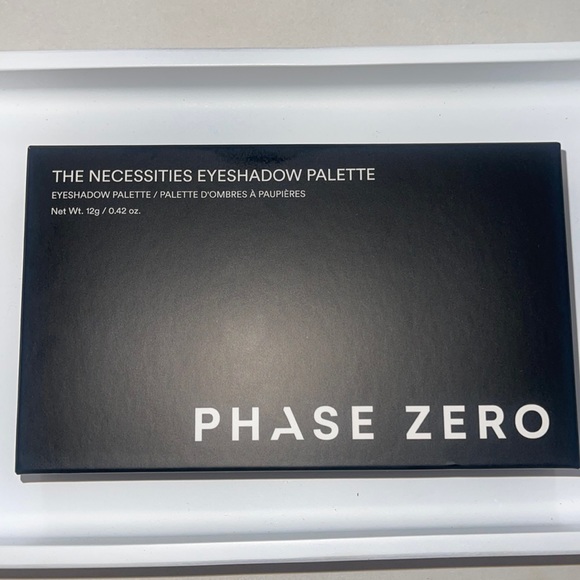 THE NECESSITIES EYESHADOW PALETTE
EYESHADOW PALETTE / PALETTE D'OMBRES À PAUPIÈRES
Net Wt. 12g / 0.42 oz.
PHASE ZERO